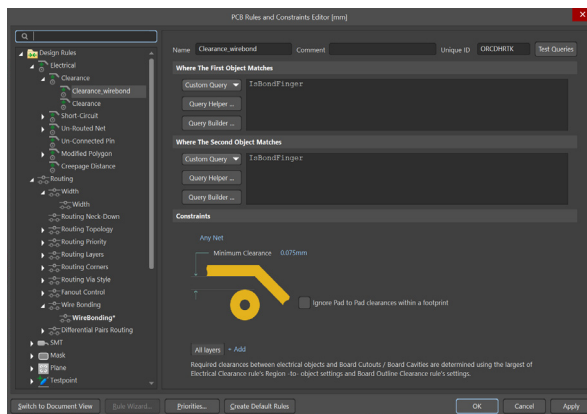 PCB Rules and Constraints Editor [mm]
Design Rules
Electrical
Clearance
Clearance_wirebond
Clearance
Short-Circuit
Un-Routed Net
Un-Connected Pin
Modified Polygon
Creepage Distance
Routing
Width
Width
Routing Neck-Down
Routing Topology
Routing Priority
Routing Layers
Routing Corners
Routing Via Style
Fanout Control
Wire Bonding
WireBonding*
Differential Pairs Routing
SMT
Mask
Plane
Testpoint
Name Clearance_wirebond Comment Unique ID ORCDHRTK Test Queries
Where The First Object Matches
Custom Query IsBondFinger
Query Helper ...
Query Builder ...
Where The Second Object Matches
Custom Query IsBondFinger
Query Helper ...
Query Builder ...
Constraints
Any Net
Minimum Clearance 0.075mm
Ignore Pad to Pad clearances within a footprint
All layers + Add
Required clearances between electrical objects and Board Cutouts / Board Cavities are determined using the largest of
Electrical Clearance rule's Region -to- object settings and Board Outline Clearance rule's settings.
Switch to Document View Rule Wizard... Priorities... Create Default Rules OK Cancel Apply